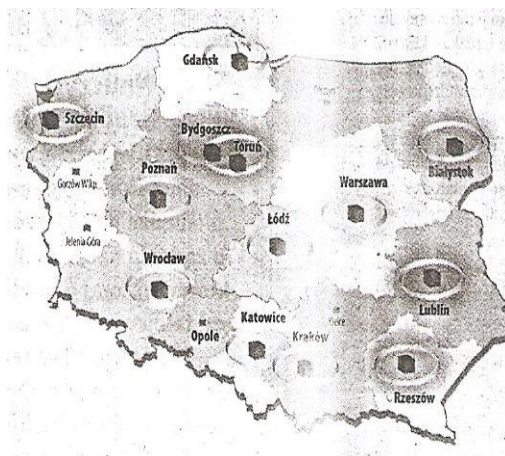 Gdańsk
Szczecin
Bydgoszcz
Toruń
Białystok
Gorzów Wlkp.
Poznań
Warszawa
Jelenia Góra
Łódź
Wrocław
Lublin
Katowice
Opole
Kraków
Rzeszów